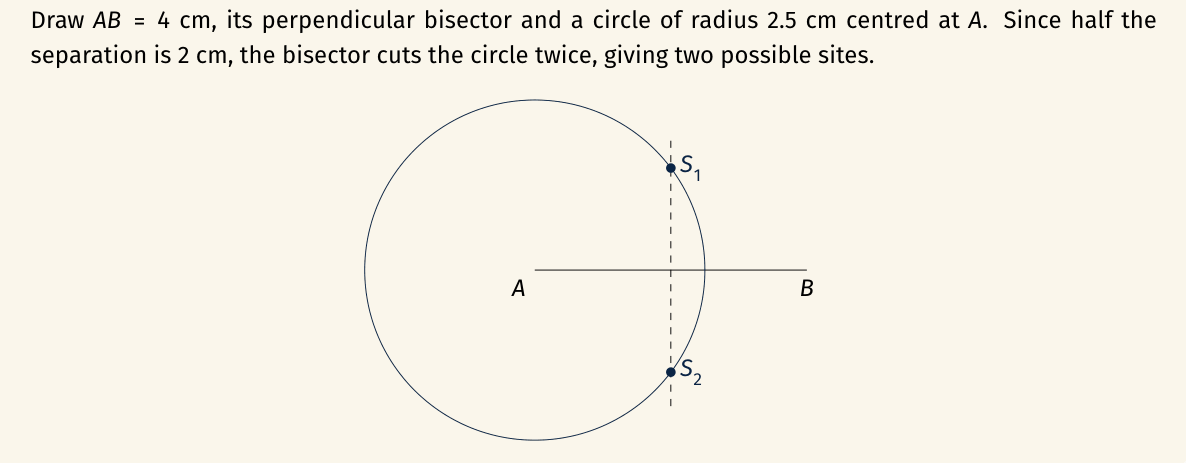 Draw AB = 4 cm, its perpendicular bisector and a circle of radius 2.5 cm centred at A. Since half the
separation is 2 cm, the bisector cuts the circle twice, giving two possible sites.
S₁
A
B
S₂